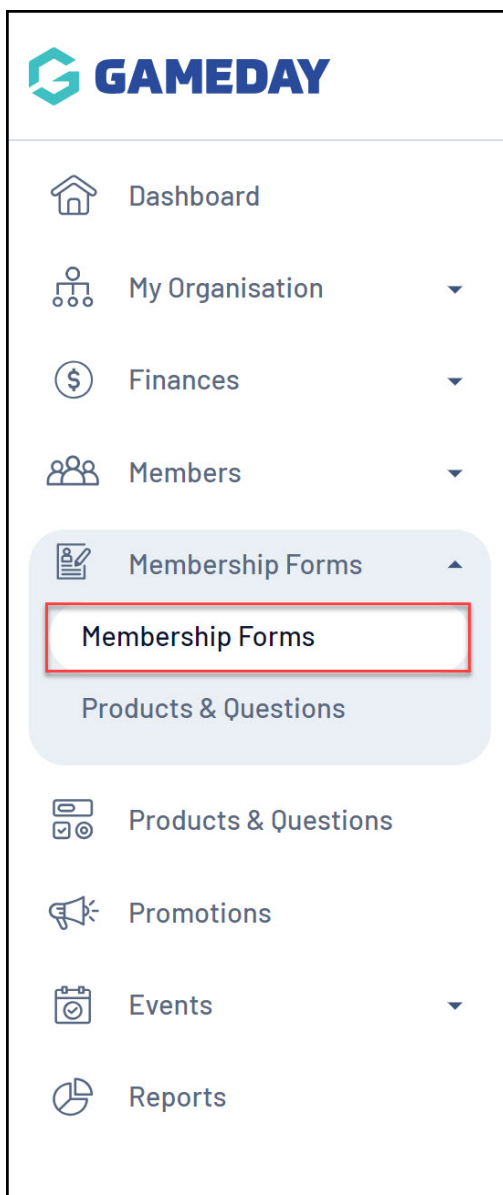 GAMEDAY
Dashboard
My Organisation
Finances
Members
Membership Forms
Membership Forms
Products & Questions
Products & Questions
Promotions
Events
Reports